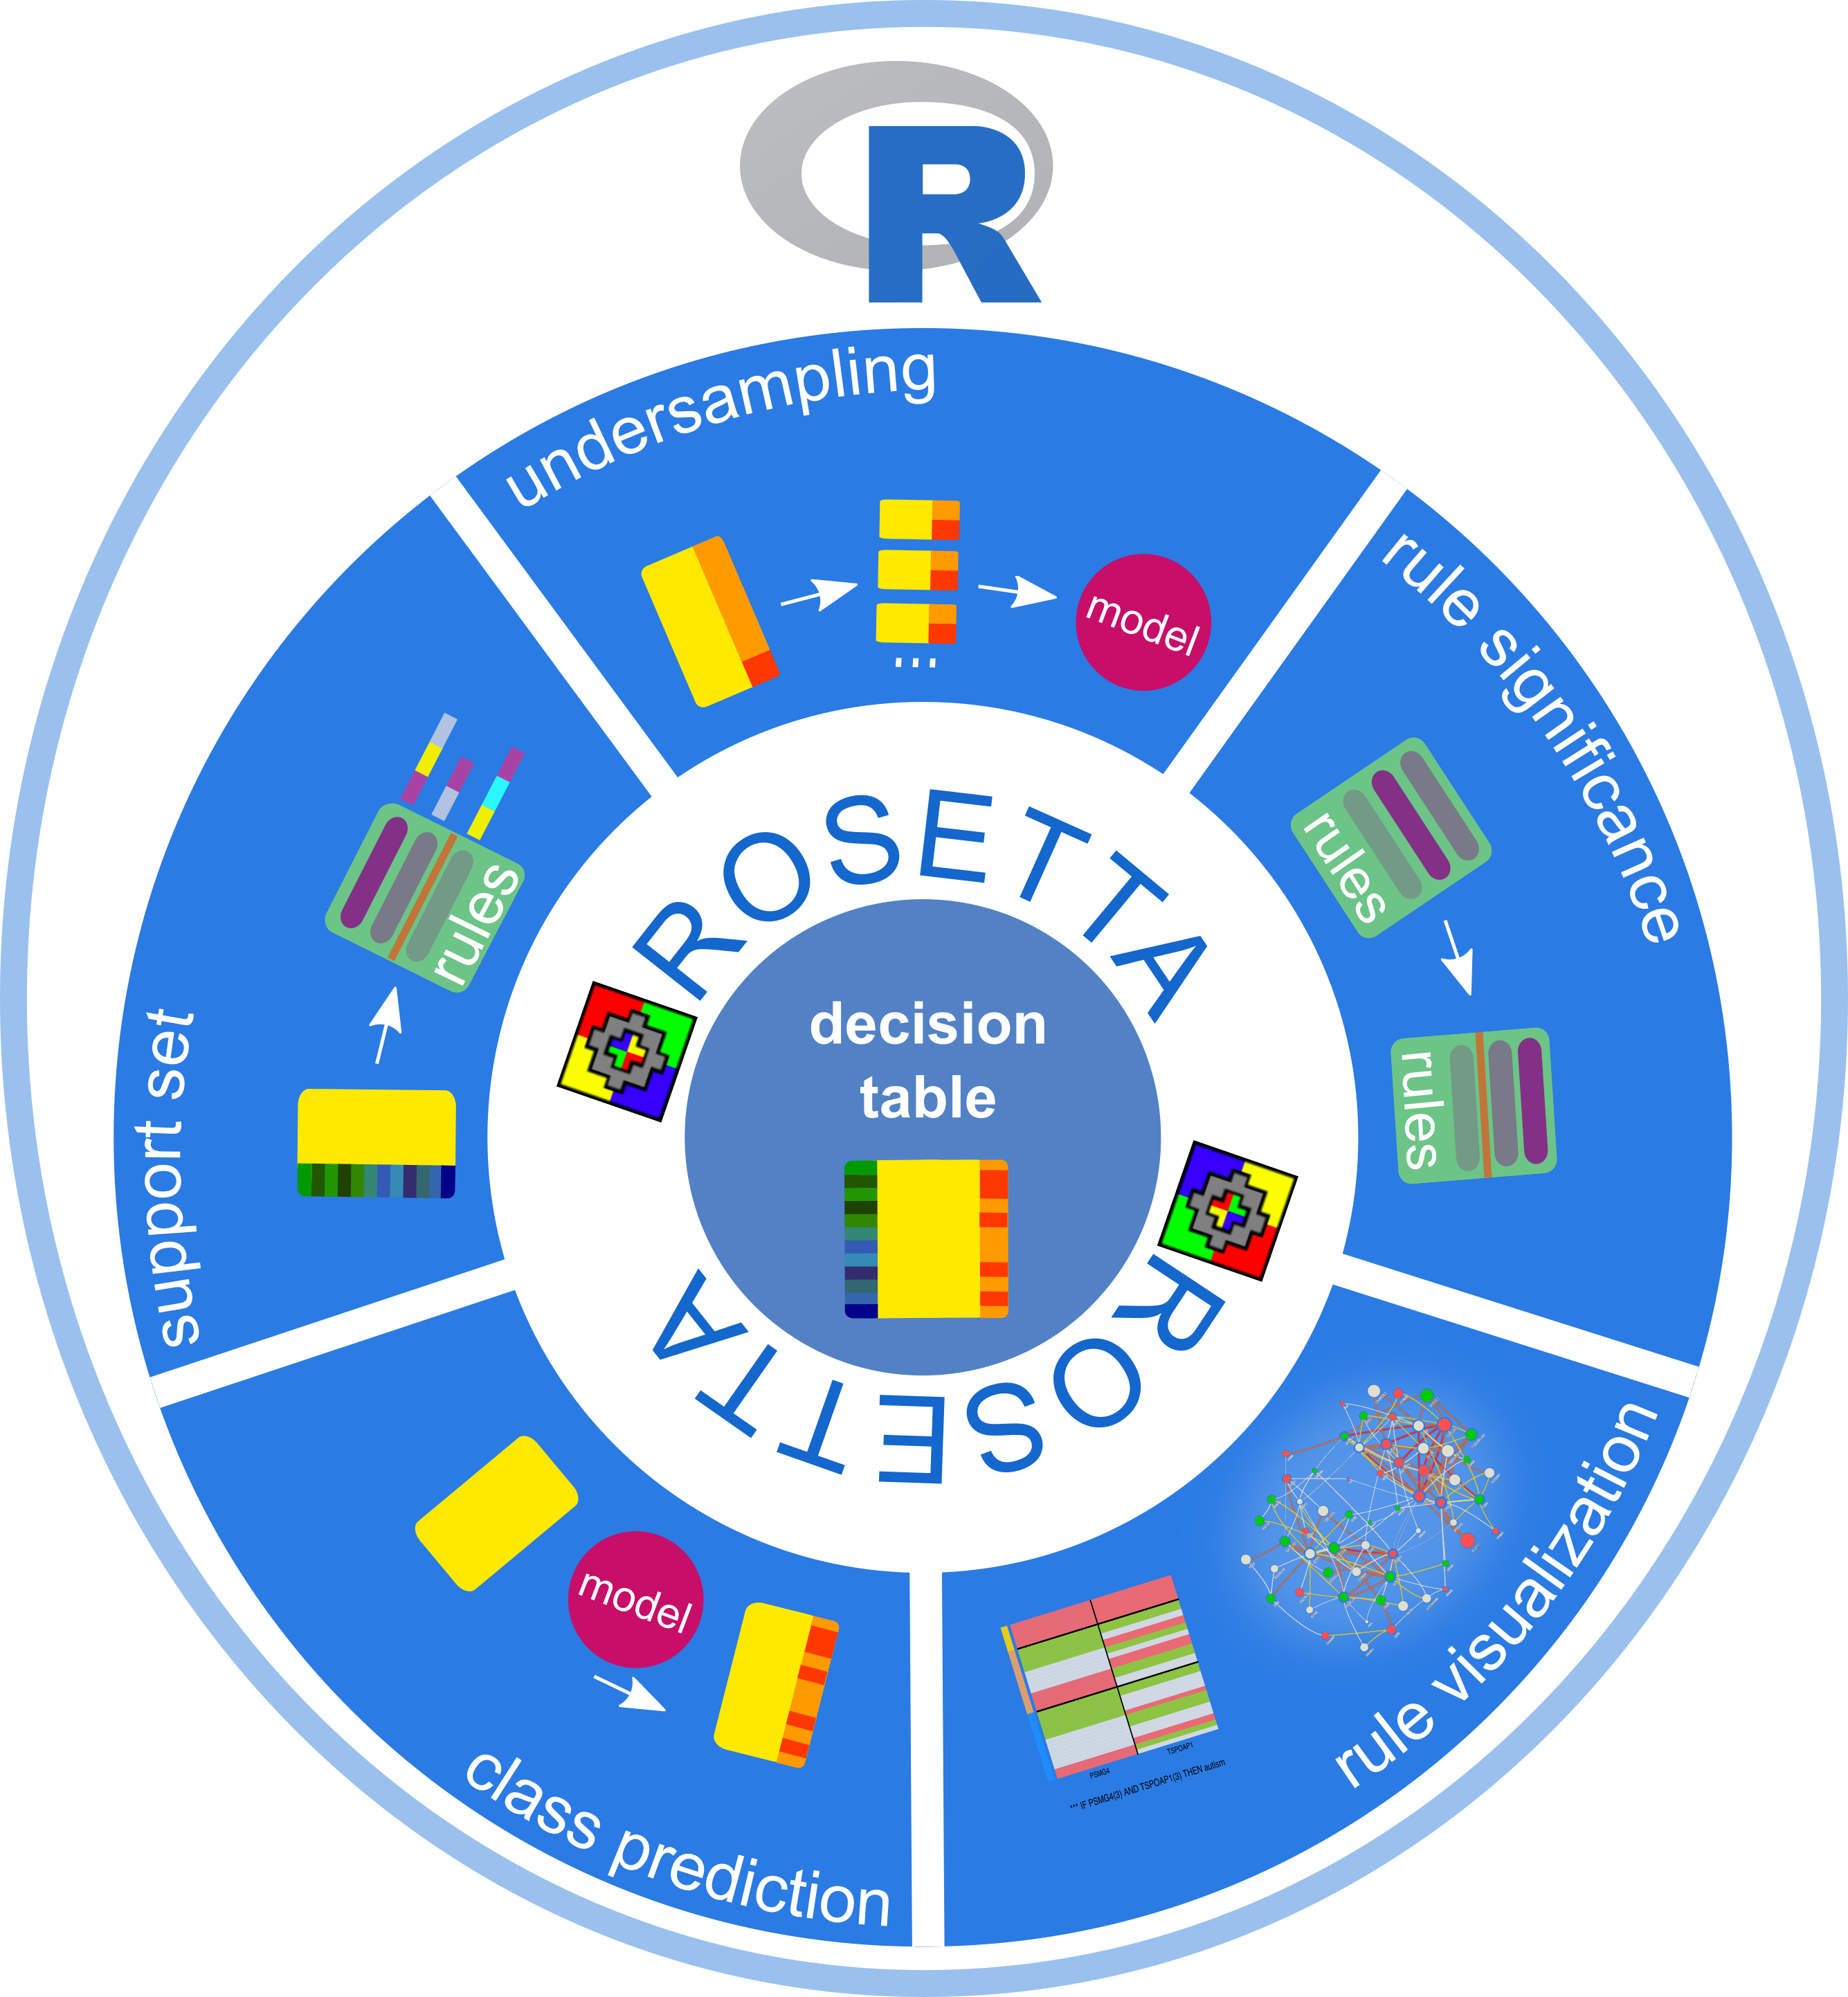 R
undersampling
model
rule significance
rules
rules
rule visualization
PSMG4
TSPOAP1
*** IF PSMG4(3) AND TSPOAP1(3) THEN autism
class prediction
model
support set
rules
ROSETTA
decision
table
ROSETTA